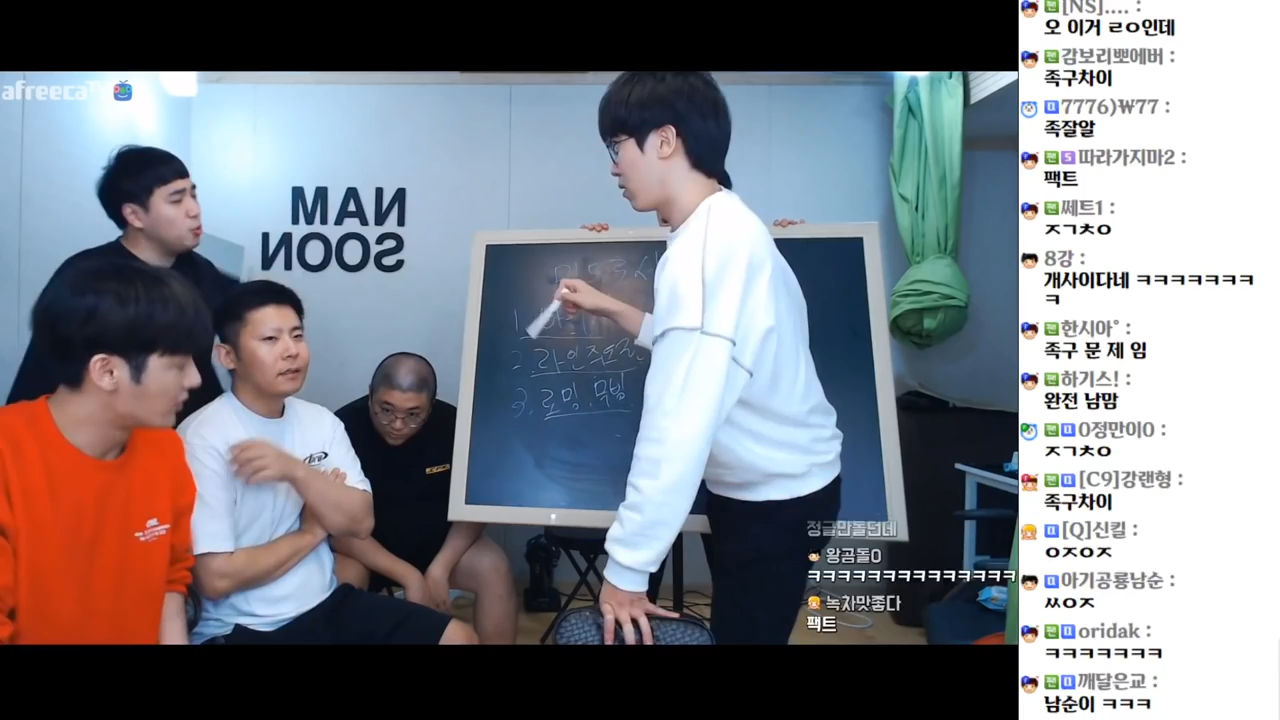 afreecaTV
NAM
SOON
2. 라인주도권
3. 로밍. 무빙
정글만돌던데
왕곰돌0
ㅋㅋㅋㅋㅋㅋㅋㅋㅋㅋㅋㅋㅋㅋ
녹차맛좋다
팩트
[NS].... :
오 이거 ㄹㅇ인데
감보리뽀에버 :
족구차이
7776)₩77 :
족잘알
따라가지마2 :
팩트
쎄트1 :
ㅈㄱㅊㅇ
8강 :
개사이다네 ㅋㅋㅋㅋㅋㅋㅋ
ㅋ
한시아° :
족구 문 제 임
하기스! :
완전 남맘
0정만이0 :
ㅈㄱㅊㅇ
[C9]강랜형 :
족구차이
[Q]신킬 :
ㅇㅈㅇㅈ
아기공룡남순 :
ㅆㅇㅈ
oridak :
ㅋㅋㅋㅋㅋㅋㅋ
깨달은교 :
남순이 ㅋㅋㅋ